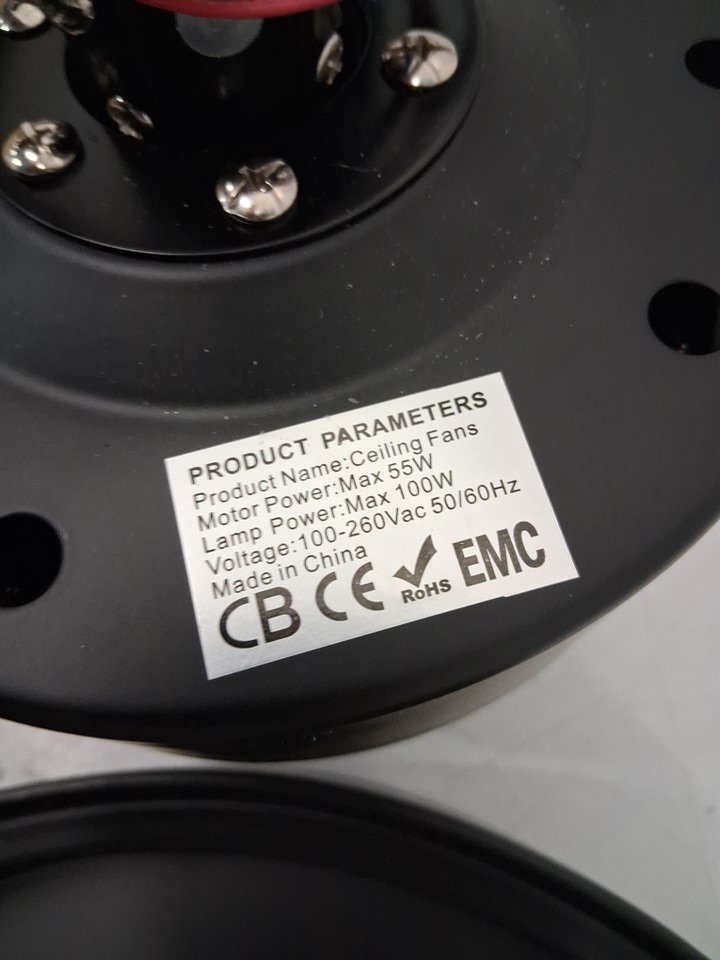 PRODUCT PARAMETERS
Product Name:Ceiling Fans
Motor Power:Max 55W
Lamp Power:Max 100W
Voltage:100-260Vac 50/60Hz
Made in China
CB CE RoHS EMC